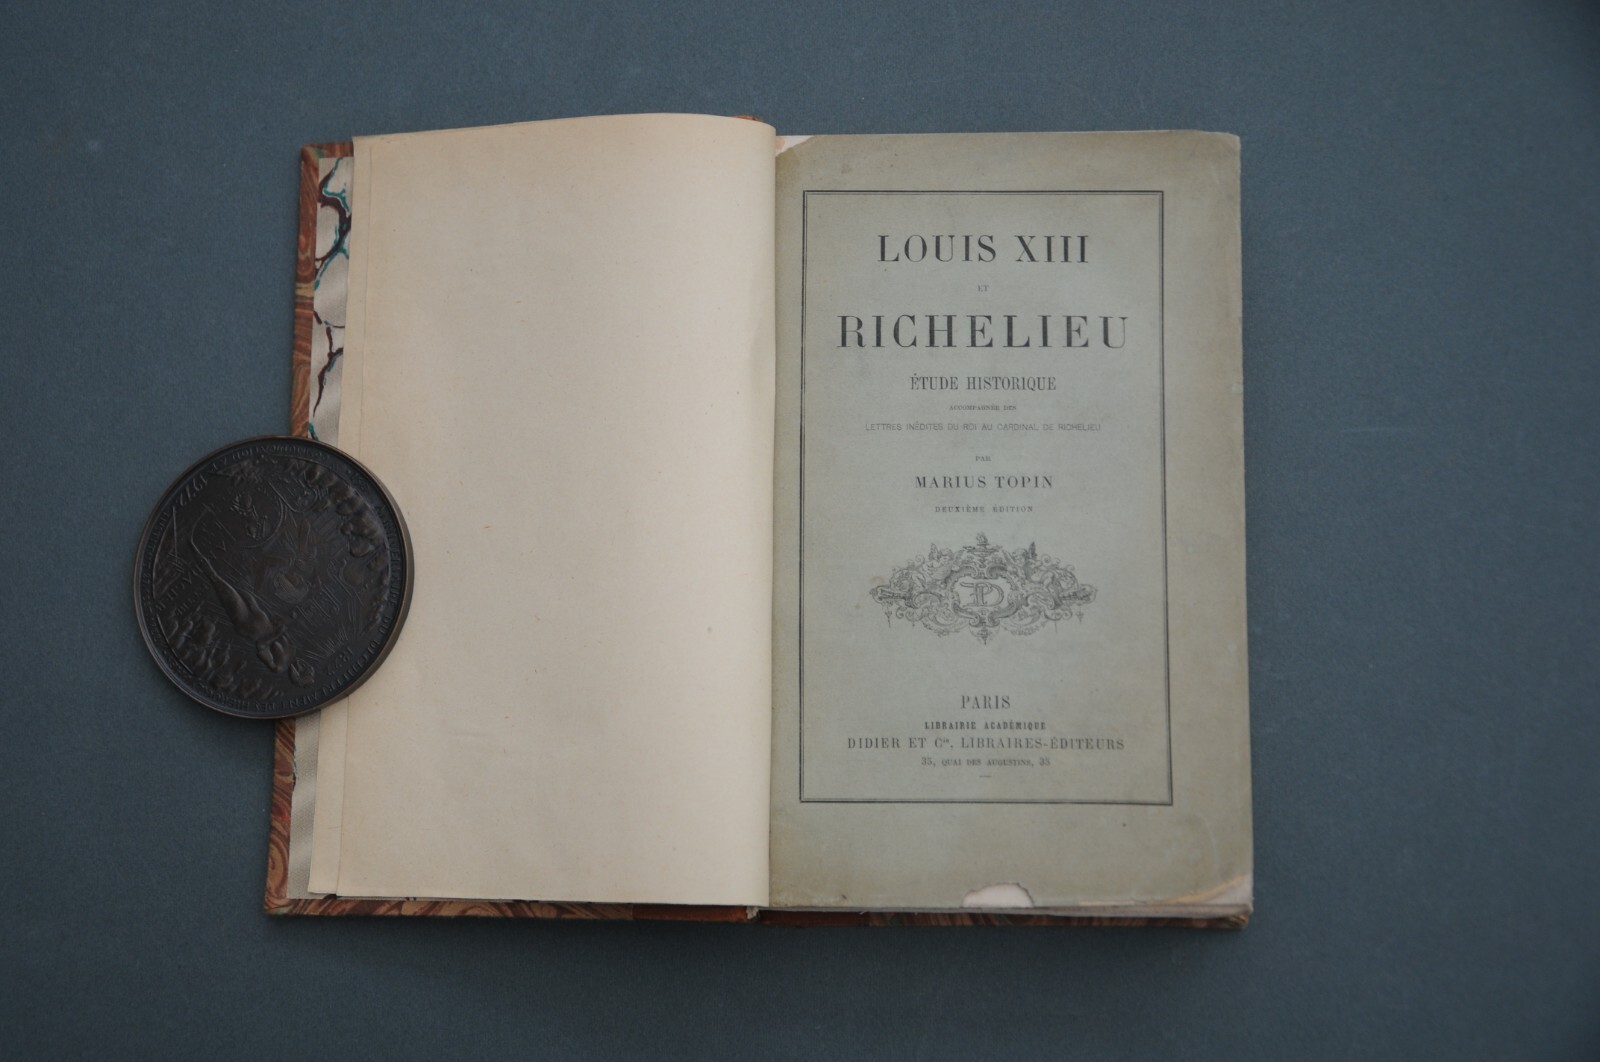 LOUIS XIII
ET
RICHELIEU
ÉTUDE HISTORIQUE
ACCOMPAGNÉE DES
LETTRES INÉDITES DU ROI AU CARDINAL DE RICHELIEU
PAR
MARIUS TOPIN
DEUXIÈME ÉDITION
PARIS
LIBRAIRIE ACADÉMIQUE
DIDIER ET Cie, LIBRAIRES-ÉDITEURS
35, QUAI DES AUGUSTINS, 35